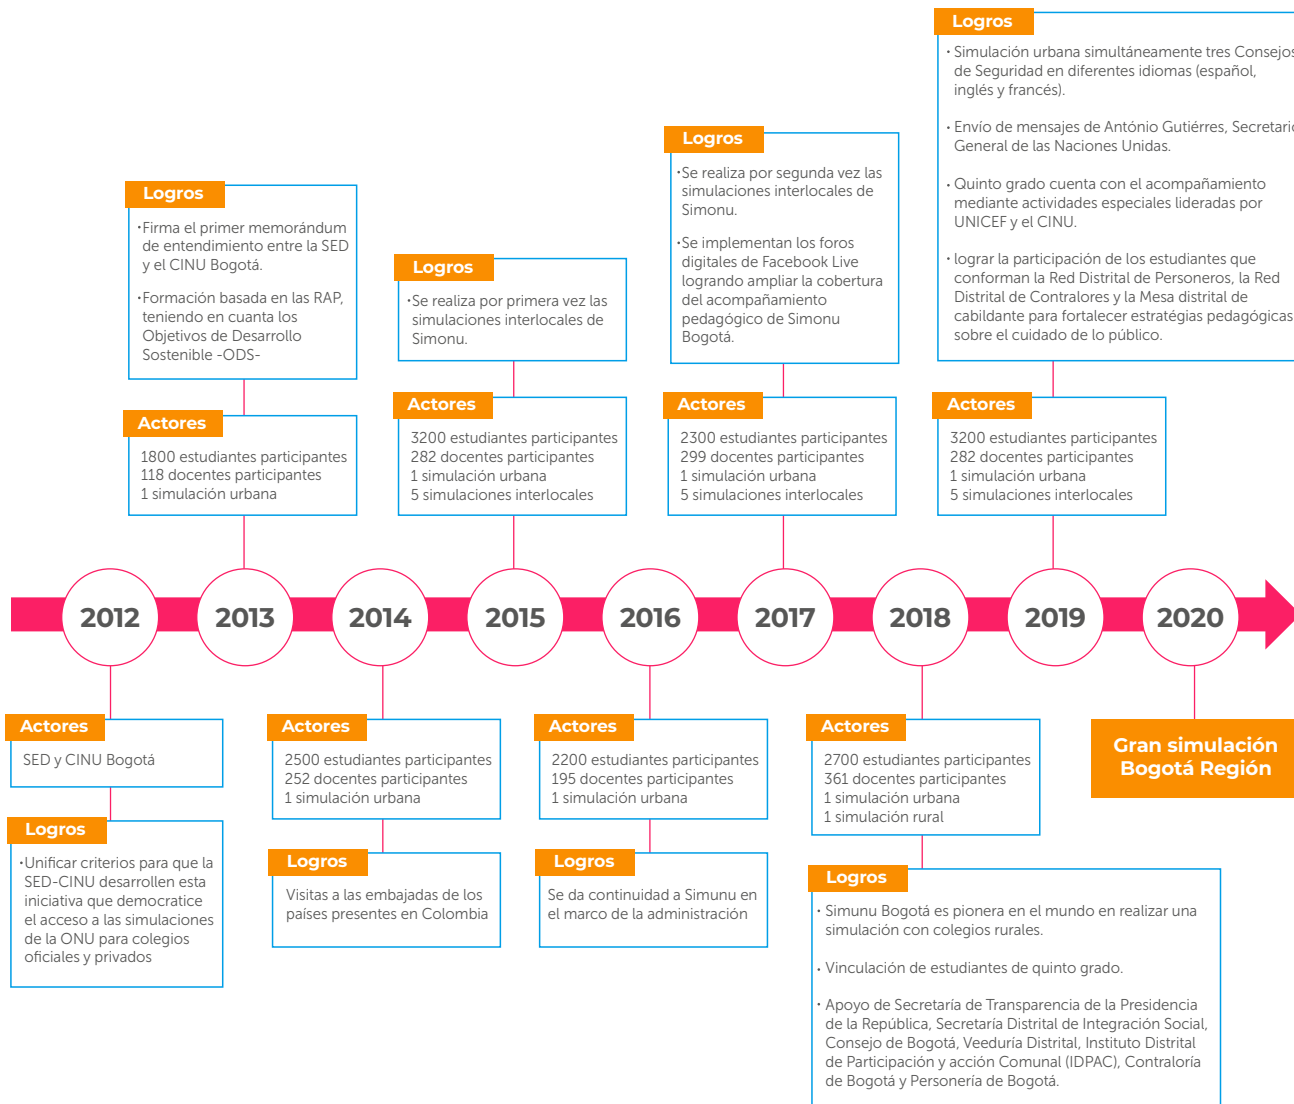 Logros
· Simulación urbana simultáneamente tres Consejos
de Seguridad en diferentes idiomas (español,
inglés y francés).
· Envío de mensajes de António Gutiérres, Secretario
General de las Naciones Unidas.
· Quinto grado cuenta con el acompañamiento
mediante actividades especiales lideradas por
UNICEF y el CINU.
· lograr la participación de los estudiantes que
conforman la Red Distrital de Personeros, la Red
Distrital de Contralores y la Mesa distrital de
cabildante para fortalecer estratégias pedagógicas
sobre el cuidado de lo público.
Logros
·Se realiza por segunda vez las
simulaciones interlocales de
Simonu.
·Se implementan los foros
digitales de Facebook Live
logrando ampliar la cobertura
del acompañamiento
pedagógico de Simonu
Bogotá.
Logros
·Firma el primer memorándum
de entendimiento entre la SED
y el CINU Bogotá.
·Formación basada en las RAP,
teniendo en cuanta los
Objetivos de Desarrollo
Sostenible -ODS-
Logros
·Se realiza por primera vez las
simulaciones interlocales de
Simonu.
Actores
1800 estudiantes participantes
118 docentes participantes
1 simulación urbana
Actores
3200 estudiantes participantes
282 docentes participantes
1 simulación urbana
5 simulaciones interlocales
Actores
2300 estudiantes participantes
299 docentes participantes
1 simulación urbana
5 simulaciones interlocales
Actores
3200 estudiantes participantes
282 docentes participantes
1 simulación urbana
5 simulaciones interlocales
2012
2013
2014
2015
2016
2017
2018
2019
2020
Actores
SED y CINU Bogotá
Logros
·Unificar criterios para que la
SED-CINU desarrollen esta
iniciativa que democratice
el acceso a las simulaciones
de la ONU para colegios
oficiales y privados
Actores
2500 estudiantes participantes
252 docentes participantes
1 simulación urbana
Logros
Visitas a las embajadas de los
países presentes en Colombia
Actores
2200 estudiantes participantes
195 docentes participantes
1 simulación urbana
Logros
Se da continuidad a Simunu en
el marco de la administración
Actores
2700 estudiantes participantes
361 docentes participantes
1 simulación urbana
1 simulación rural
Logros
· Simunu Bogotá es pionera en el mundo en realizar una
simulación con colegios rurales.
· Vinculación de estudiantes de quinto grado.
· Apoyo de Secretaría de Transparencia de la Presidencia
de la República, Secretaría Distrital de Integración Social,
Consejo de Bogotá, Veeduría Distrital, Instituto Distrital
de Participación y acción Comunal (IDPAC), Contraloría
de Bogotá y Personería de Bogotá.
Gran simulación
Bogotá Región